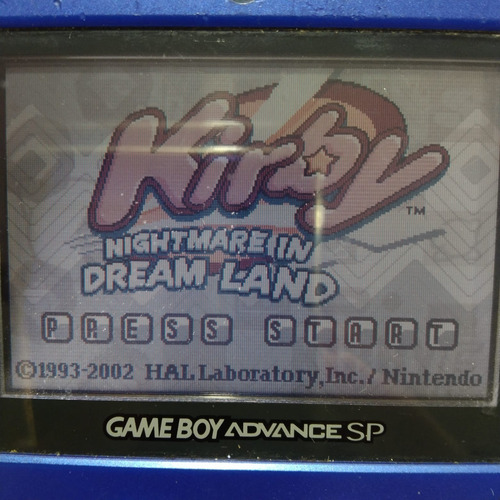 Kirby
TM
NIGHTMARE IN
DREAM LAND
PRESS START
©1993-2002 HAL Laboratory, Inc./ Nintendo
GAME BOY ADVANCE SP